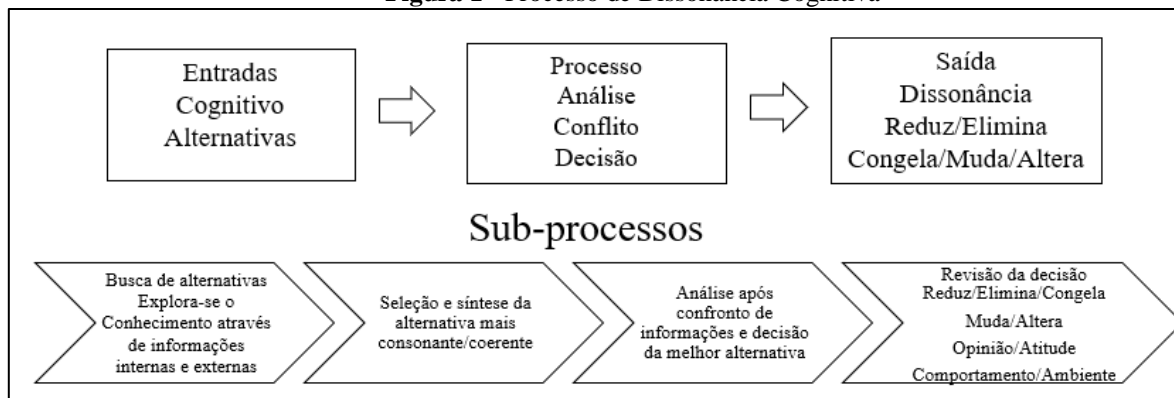 Figura 1 - Processo de Dissonância Cognitiva
Entradas
Cognitivo
Alternativas
Processo
Análise
Conflito
Decisão
Saída
Dissonância
Reduz/Elimina
Congela/Muda/Altera
Sub-processos
Busca de alternativas
Explora-se o
Conhecimento através
de informações
internas e externas
Seleção e síntese da
alternativa mais
consonante/coerente
Análise após
confronto de
informações e decisão
da melhor alternativa
Revisão da decisão
Reduz/Elimina/Congela
Muda/Altera
Opinião/Atitude
Comportamento/Ambiente